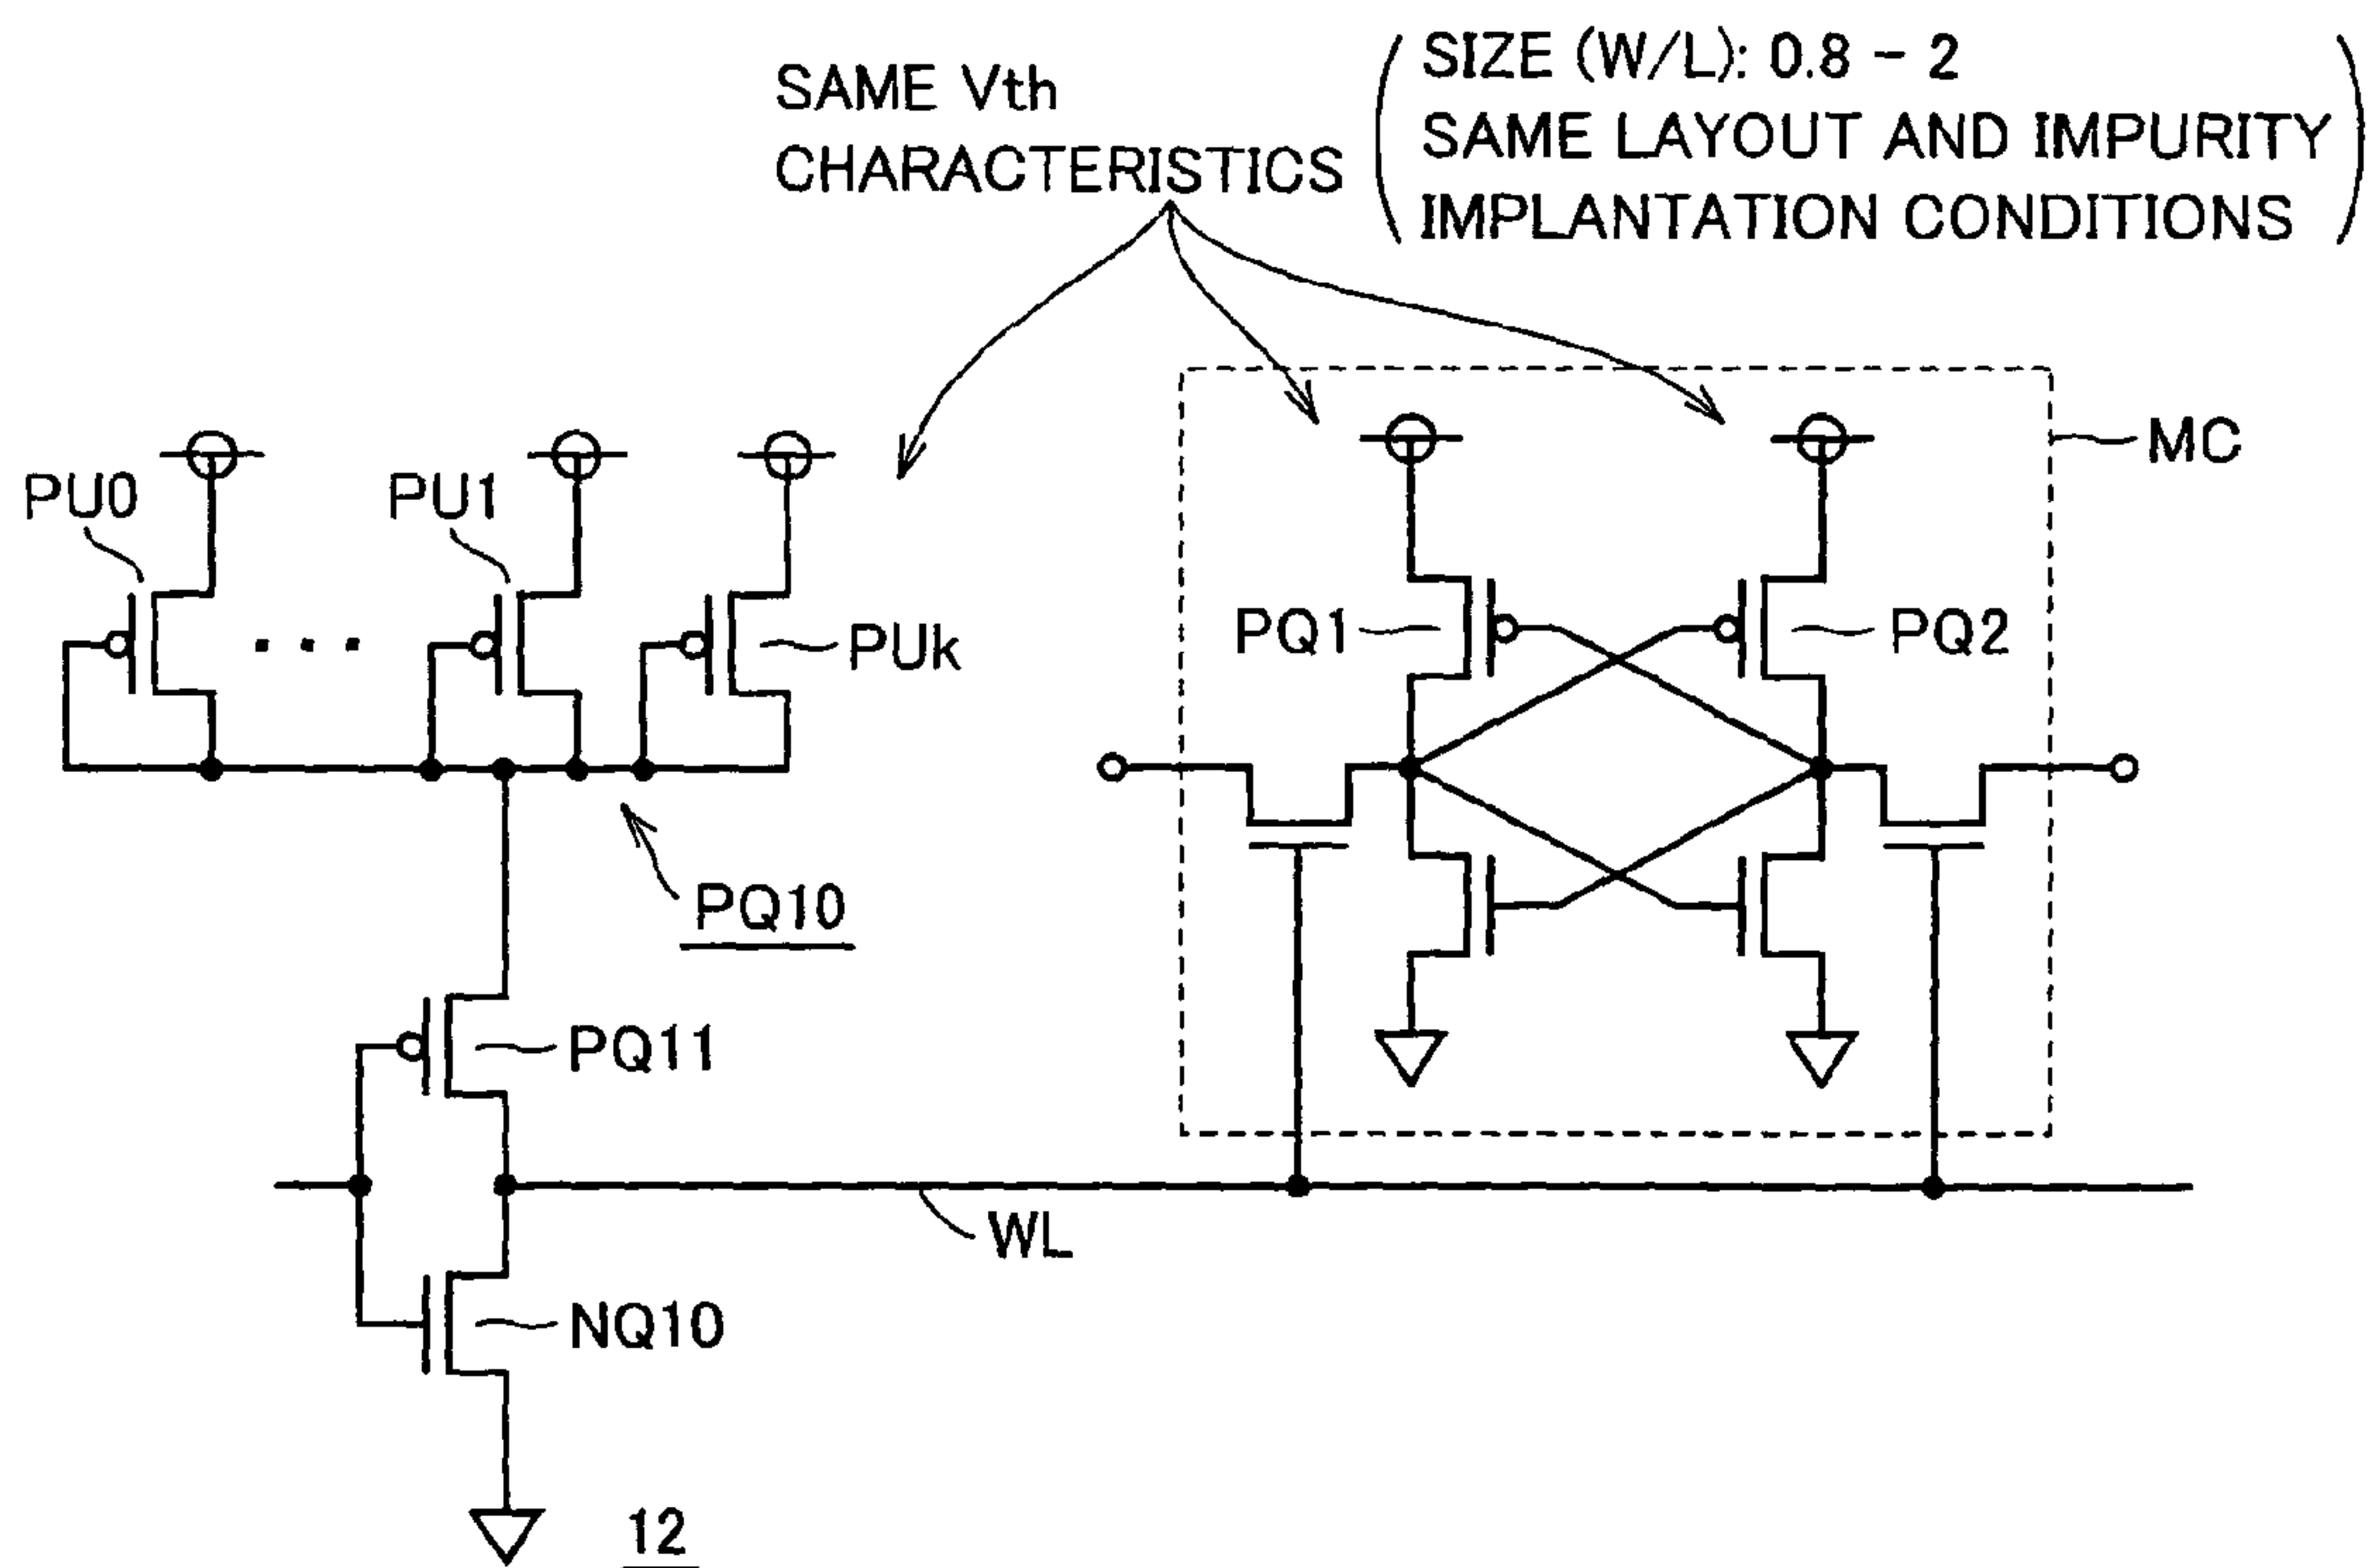 SAME Vth
CHARACTERISTICS
SIZE (W/L): 0.8 - 2
SAME LAYOUT AND IMPURITY
IMPLANTATION CONDITIONS
MC
PU0
PU1
PUk
PQ1
PQ2
PQ10
PQ11
WL
NQ10
12